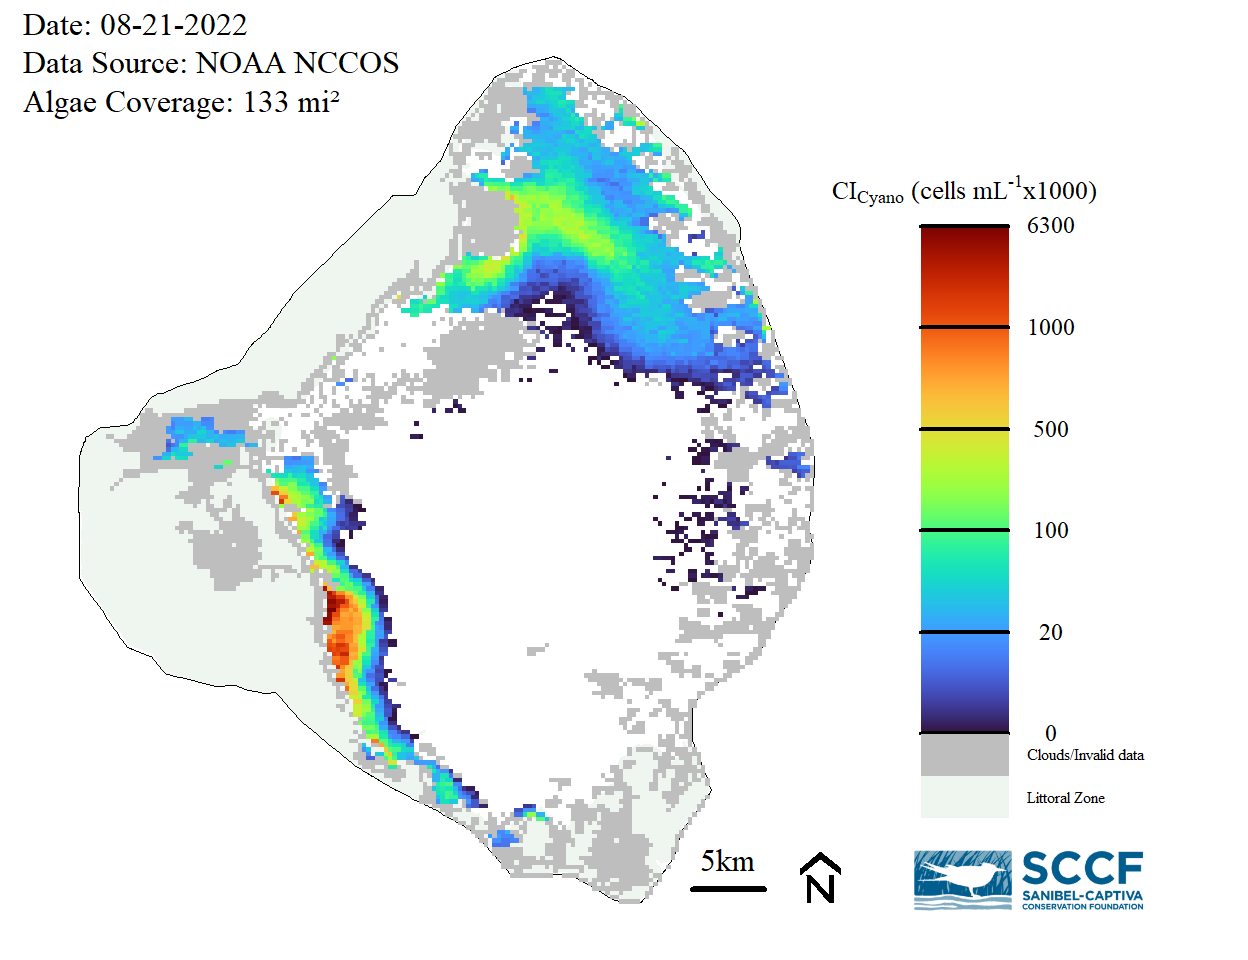 Date: 08-21-2022
Data Source: NOAA NCCOS
Algae Coverage: 133 mi²
CICyano (cells mL-1x1000)
6300
1000
500
100
20
0
Clouds/Invalid data
Littoral Zone
5km
N
SCCF
SANIBEL-CAPTIVA
CONSERVATION FOUNDATION